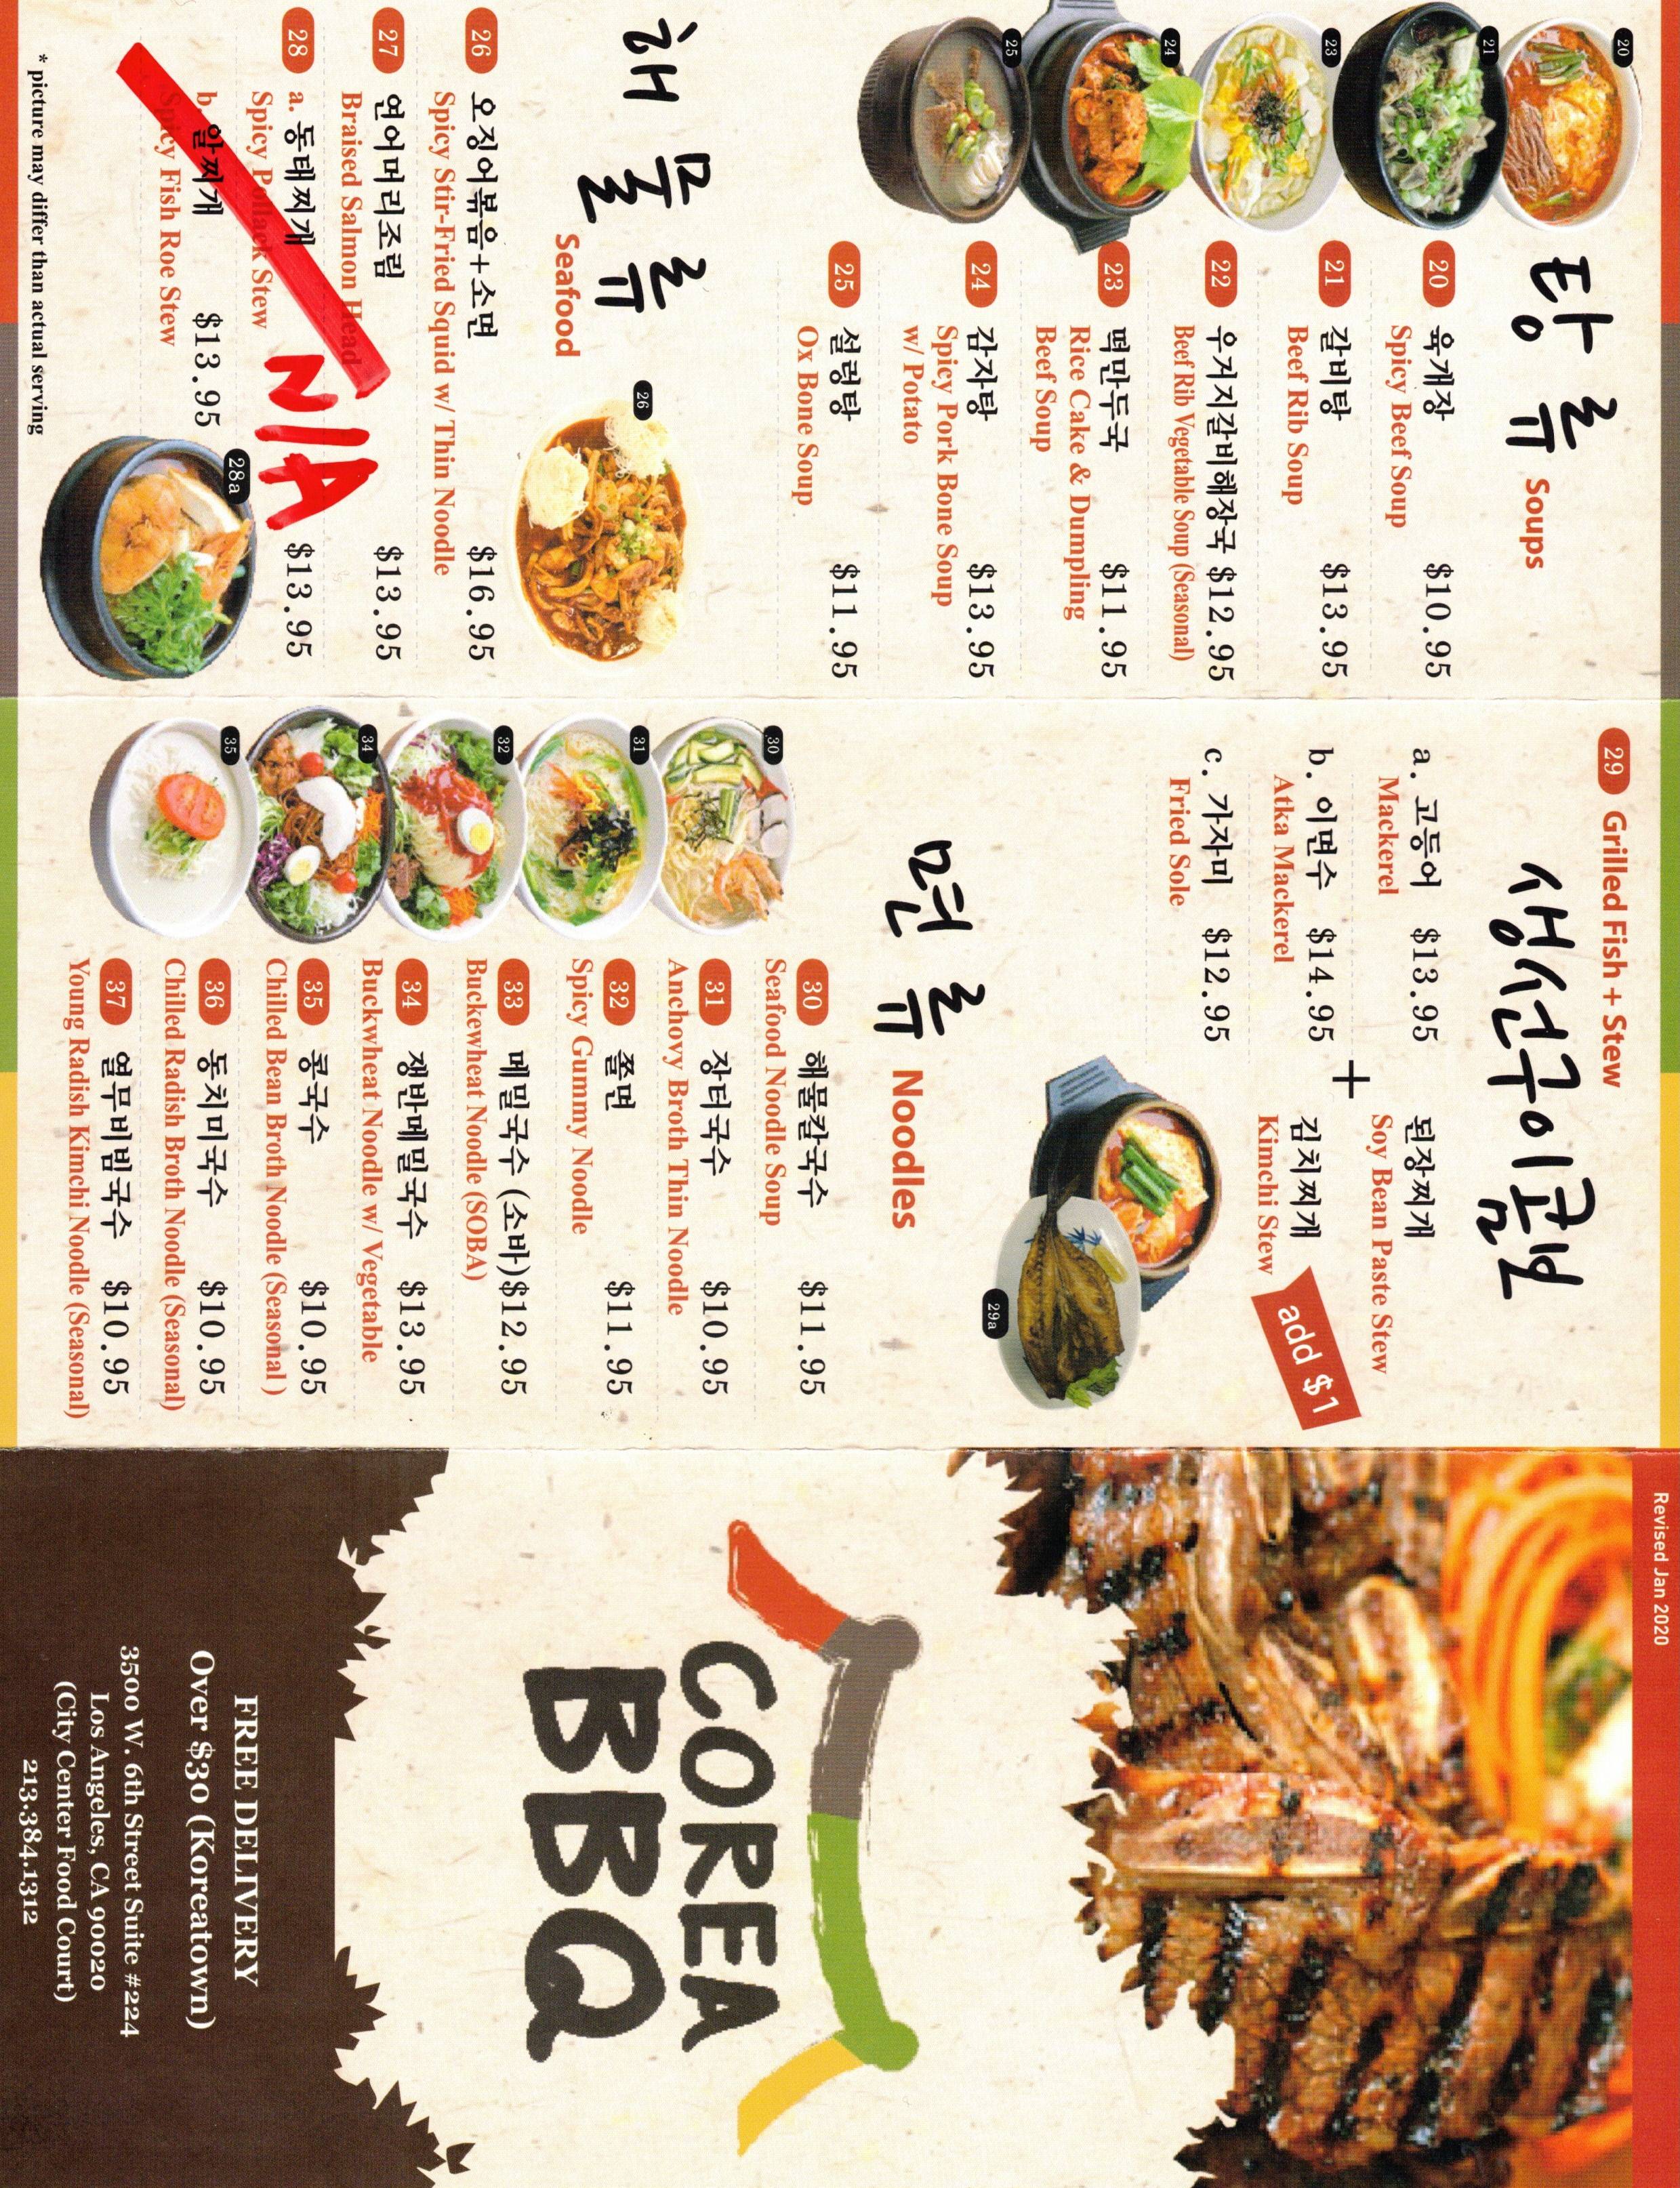 탕 류 Soups
20
21
23
24
25
20 육개장 $10.95
Spicy Beef Soup
21 갈비탕 $13.95
Beef Rib Soup
22 우거지갈비해장국 $12.95
Beef Rib Vegetable Soup (Seasonal)
23 떡만두국 $11.95
Rice Cake & Dumpling
Beef Soup
24 감자탕 $13.95
Spicy Pork Bone Soup
w/ Potato
25 설렁탕 $11.95
Ox Bone Soup
해 물 류
Seafood
26
26 오징어볶음+소면 $16.95
Spicy Stir-Fried Squid w/ Thin Noodle
27 연어머리조림 $13.95
Braised Salmon Head
N/A
28 a. 동태찌개 $13.95
Spicy Pollack Stew
b. 알찌개 $13.95
Spicy Fish Roe Stew
28a
* picture may differ than actual serving
29 Grilled Fish + Stew
생선구이콤보
a. 고등어 $13.95
Mackerel
b. 이면수 $14.95
Atka Mackerel
c. 가자미 $12.95
Fried Sole
+
된장찌개
Soy Bean Paste Stew
김치찌개
Kimchi Stew
add $1
29a
면 류 Noodles
30
31
32
34
35
30 해물칼국수 $11.95
Seafood Noodle Soup
31 장터국수 $10.95
Anchovy Broth Thin Noodle
32 쫄면 $11.95
Spicy Gummy Noodle
33 메밀국수 (소바) $12.95
Buckewheat Noodle (SOBA)
34 쟁반메밀국수 $13.95
Buckwheat Noodle w/ Vegetable
35 콩국수 $10.95
Chilled Bean Broth Noodle (Seasonal )
36 동치미국수 $10.95
Chilled Radish Broth Noodle (Seasonal)
37 열무비빔국수 $10.95
Young Radish Kimchi Noodle (Seasonal)
Revised Jan 2020
COREA
BBQ
FREE DELIVERY
Over $30 (Koreatown)
3500 W. 6th Street Suite #224
Los Angeles, CA 90020
(City Center Food Court)
213.384.1312